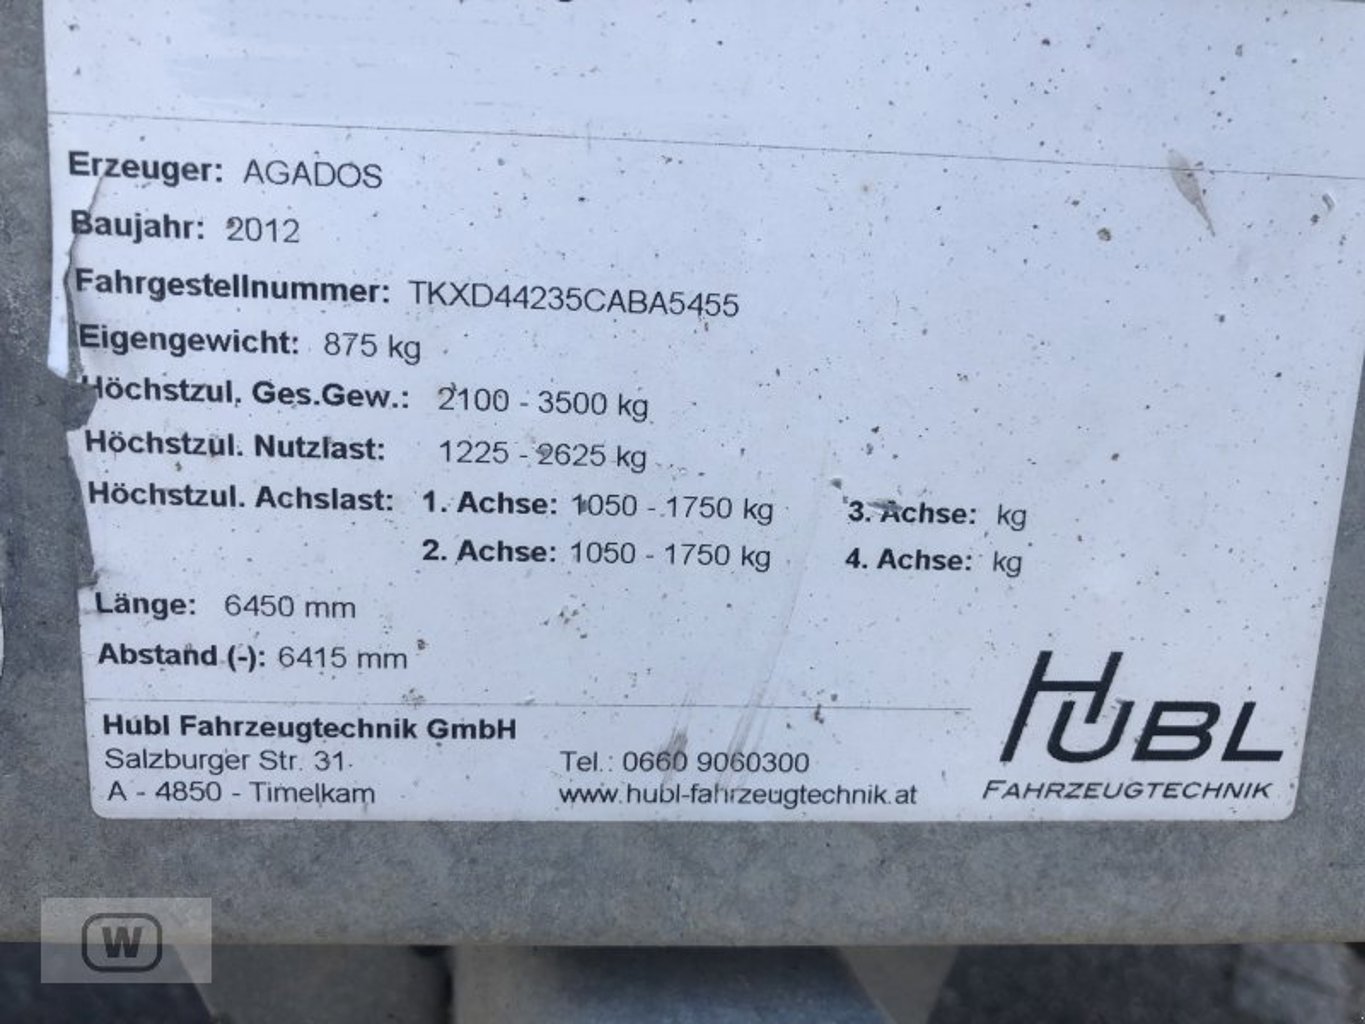 Erzeuger: AGADOS
Baujahr: 2012
Fahrgestellnummer: TKXD44235CABA5455
Eigengewicht: 875 kg
Höchstzul. Ges.Gew.: 2100 - 3500 kg
Höchstzul. Nutzlast: 1225 - 2625 kg
Höchstzul. Achslast: 1. Achse: 1050 - 1750 kg 3. Achse: kg
2. Achse: 1050 - 1750 kg 4. Achse: kg
Länge: 6450 mm
Abstand (-): 6415 mm
Hubl Fahrzeugtechnik GmbH
Salzburger Str. 31
A - 4850 - Timelkam
Tel.: 0660 9060300
www.hubl-fahrzeugtechnik.at
HUBL
FAHRZEUGTECHNIK
W